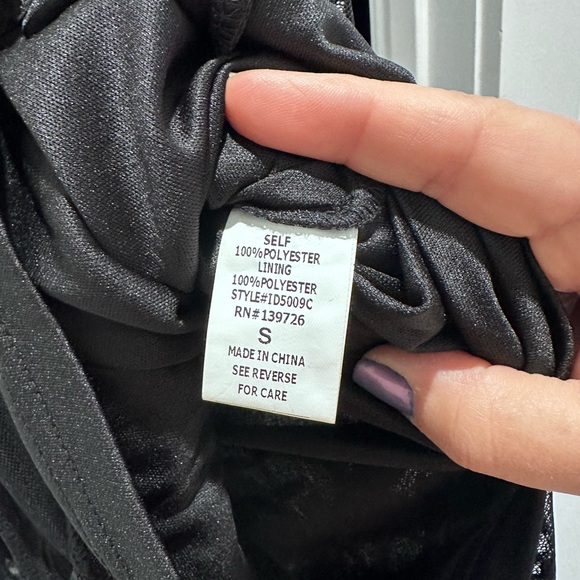 SELF
100%POLYESTER
LINING
100%POLYESTER
STYLE#ID5009C
RN#139726
S
MADE IN CHINA
SEE REVERSE
FOR CARE